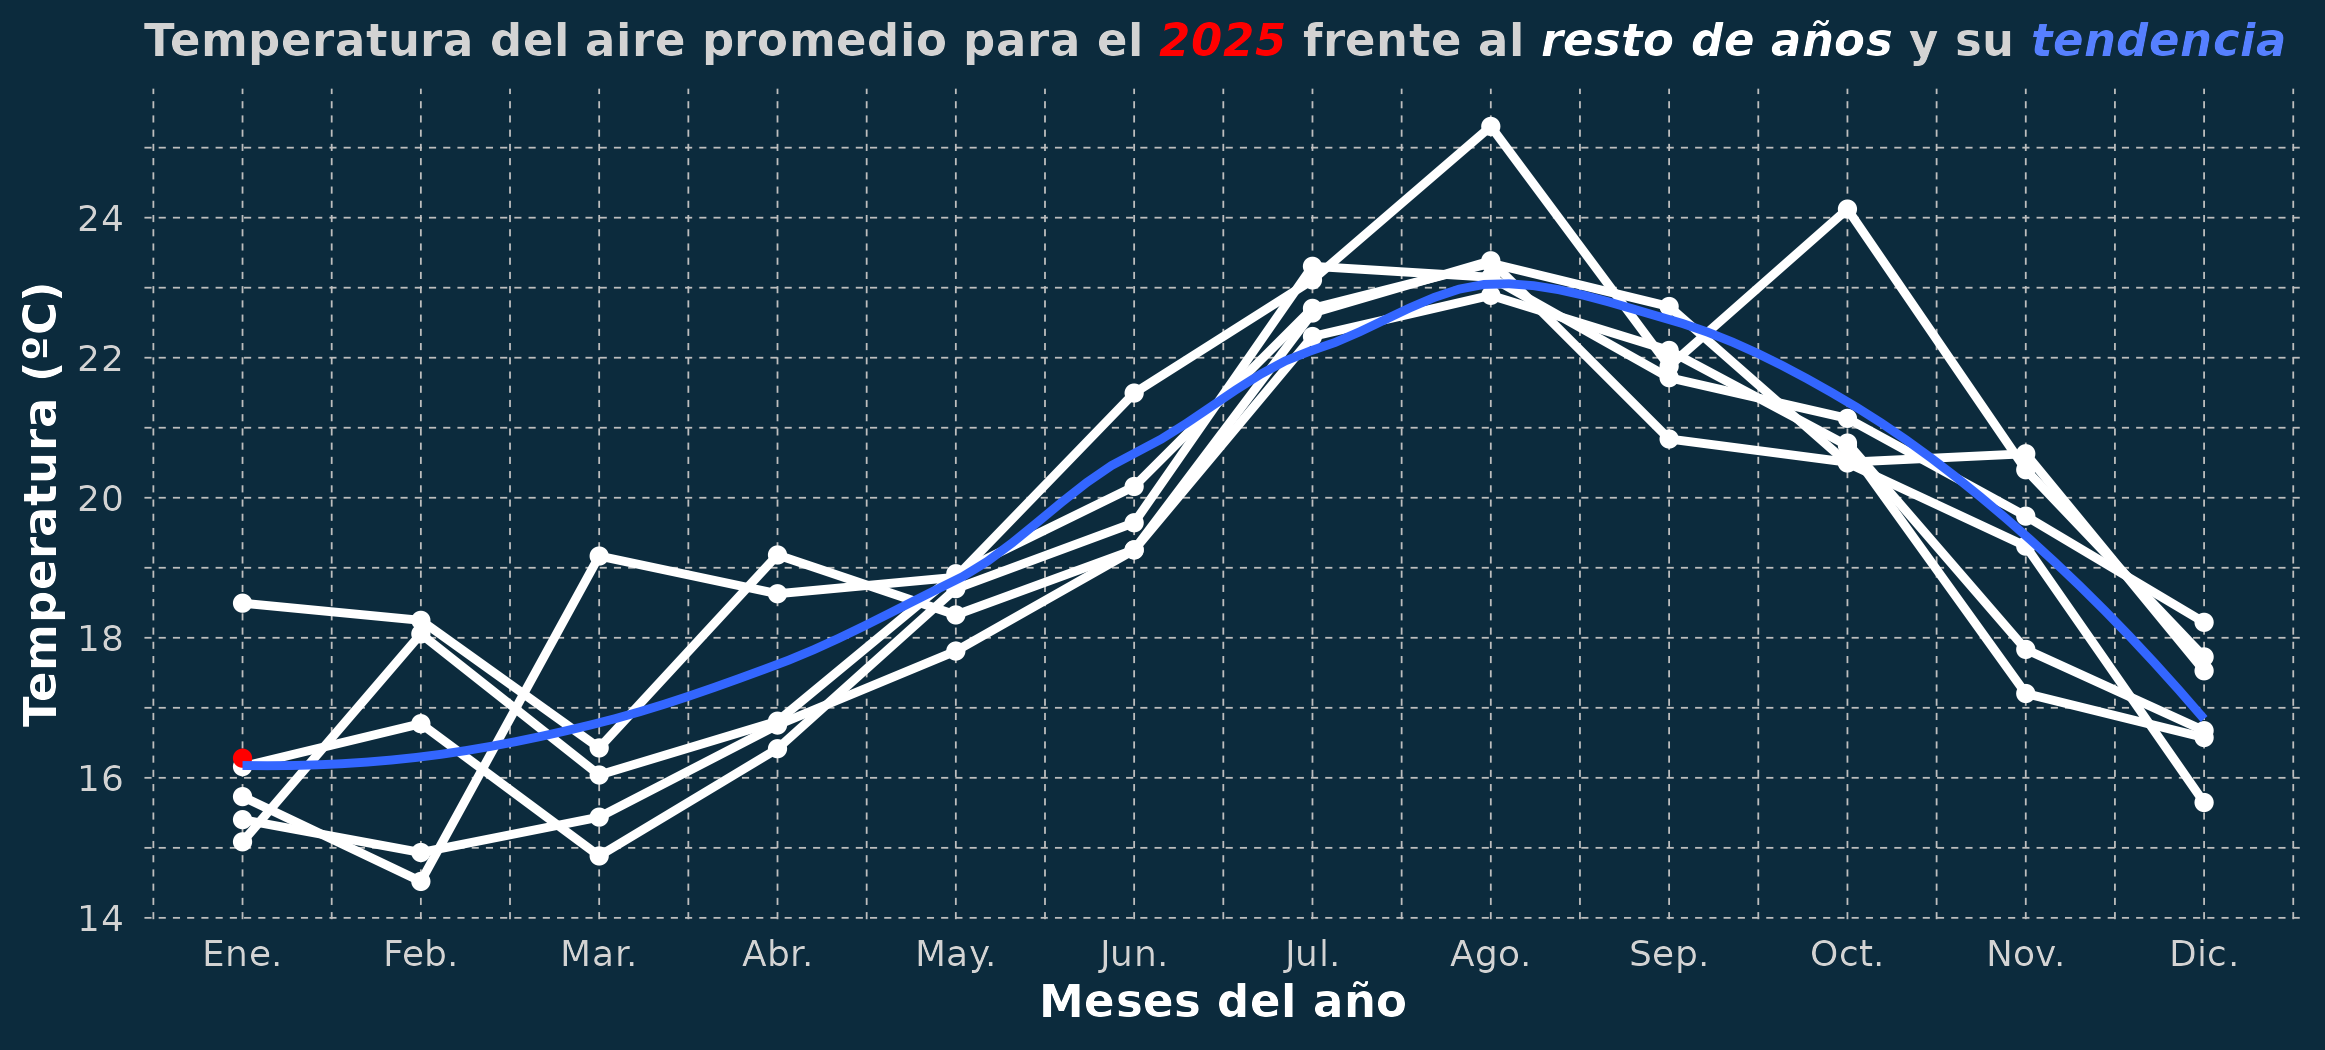 Temperatura del aire promedio para el 2025 frente al resto de años y su tendencia
Temperatura (ºC)
24
22
20
18
16
14
Ene. Feb. Mar. Abr. May. Jun. Jul. Ago. Sep. Oct. Nov. Dic.
Meses del año